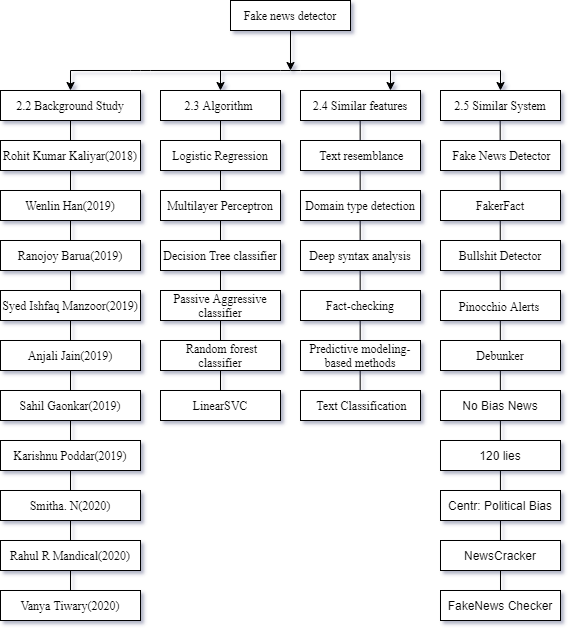 Fake news detector
2.2 Background Study
2.3 Algorithm
2.4 Similar features
2.5 Similar System
Rohit Kumar Kaliyar(2018)
Logistic Regression
Text resemblance
Fake News Detector
Wenlin Han(2019)
Multilayer Perceptron
Domain type detection
FakerFact
Ranojoy Barua(2019)
Decision Tree classifier
Deep syntax analysis
Bullshit Detector
Syed Ishfaq Manzoor(2019)
Passive Aggressive
classifier
Fact-checking
Pinocchio Alerts
Anjali Jain(2019)
Random forest
classifier
Predictive modeling-
based methods
Debunker
Sahil Gaonkar(2019)
LinearSVC
Text Classification
No Bias News
Karishnu Poddar(2019)
120 lies
Smitha. N(2020)
Centr: Political Bias
Rahul R Mandical(2020)
NewsCracker
Vanya Tiwary(2020)
FakeNews Checker